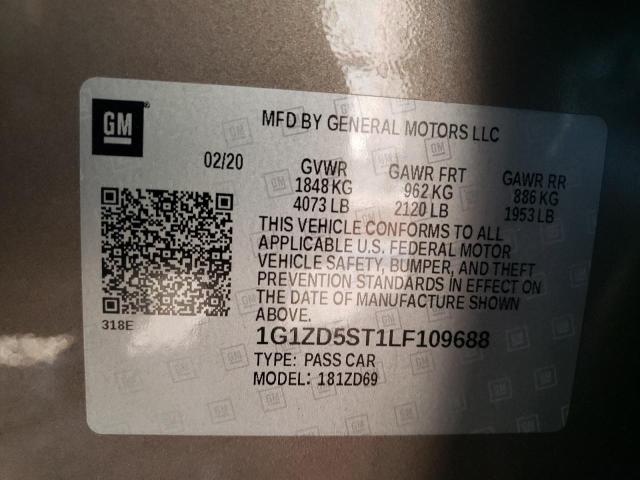 GM
MFD BY GENERAL MOTORS LLC
02/20
GVWR
1848 KG
4073 LB
GAWR FRT
962 KG
2120 LB
GAWR RR
886 KG
1953 LB
THIS VEHICLE CONFORMS TO ALL
APPLICABLE U.S. FEDERAL MOTOR
VEHICLE SAFETY, BUMPER, AND THEFT
PREVENTION STANDARDS IN EFFECT ON
THE DATE OF MANUFACTURE SHOWN
ABOVE.
318E
1G1ZD5ST1LF109688
TYPE: PASS CAR
MODEL: 181ZD69